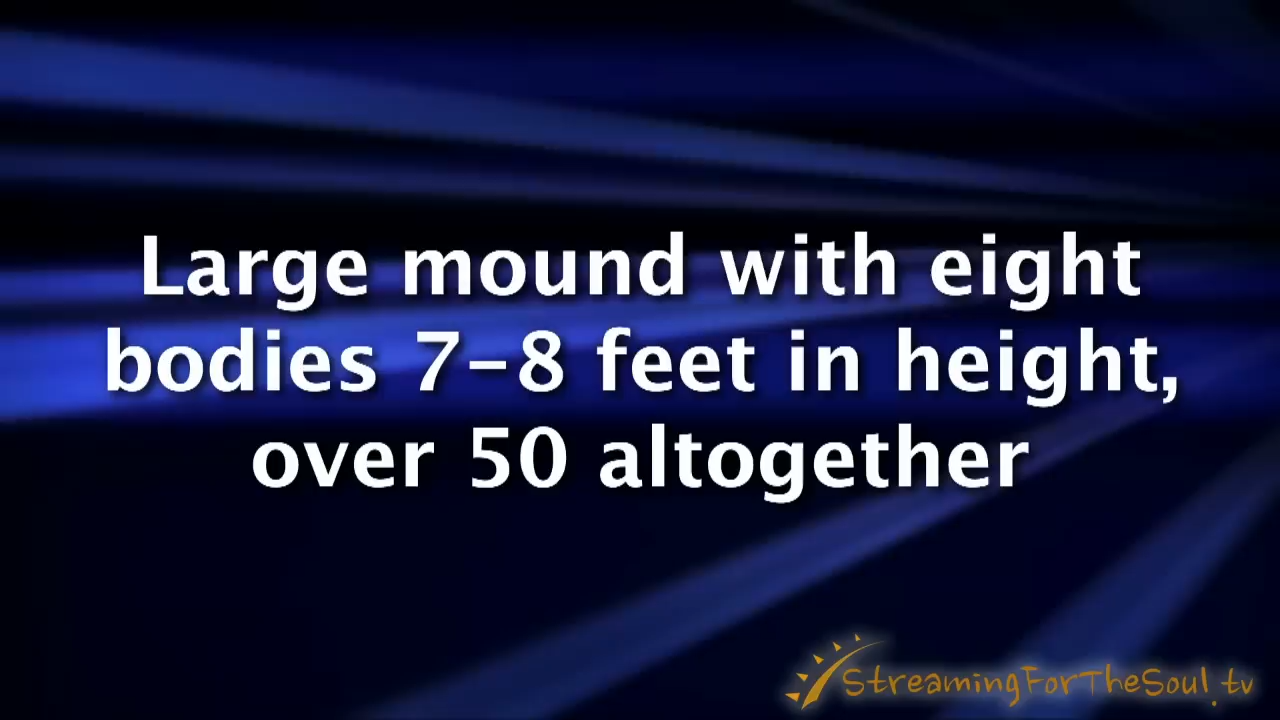 Large mound with eight
bodies 7-8 feet in height,
over 50 altogether
StreamingForTheSoul.tv